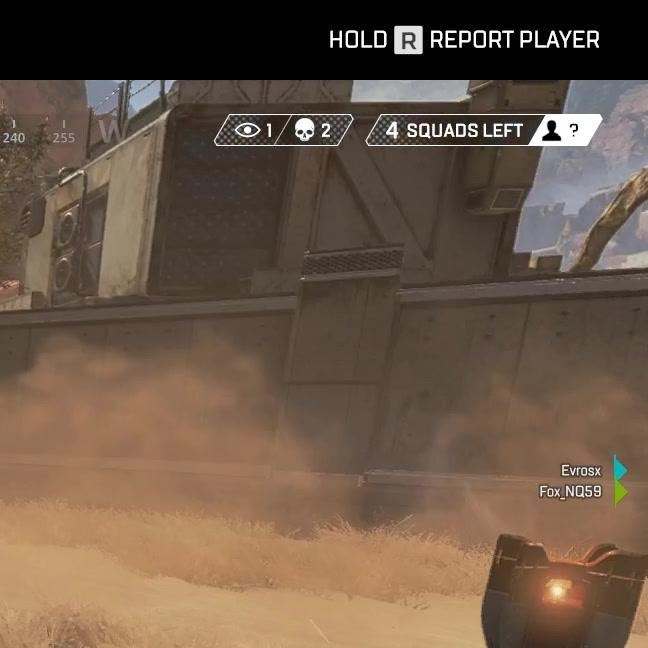 HOLD R REPORT PLAYER
240 255 W
1 2 4 SQUADS LEFT ?
Evrosx
Fox_NQ59